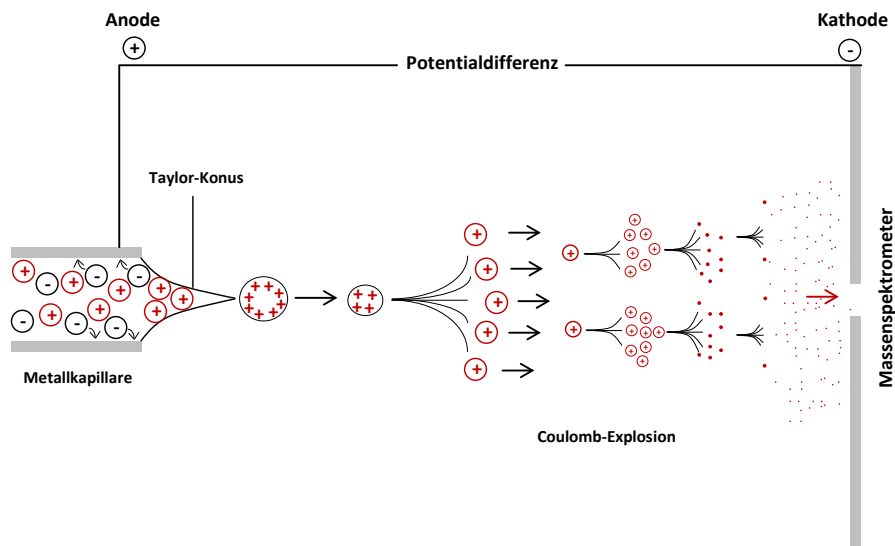 Anode
Kathode
+
-
Potentialdifferenz
Taylor-Konus
Massenspektrometer
Metallkapillare
Coulomb-Explosion